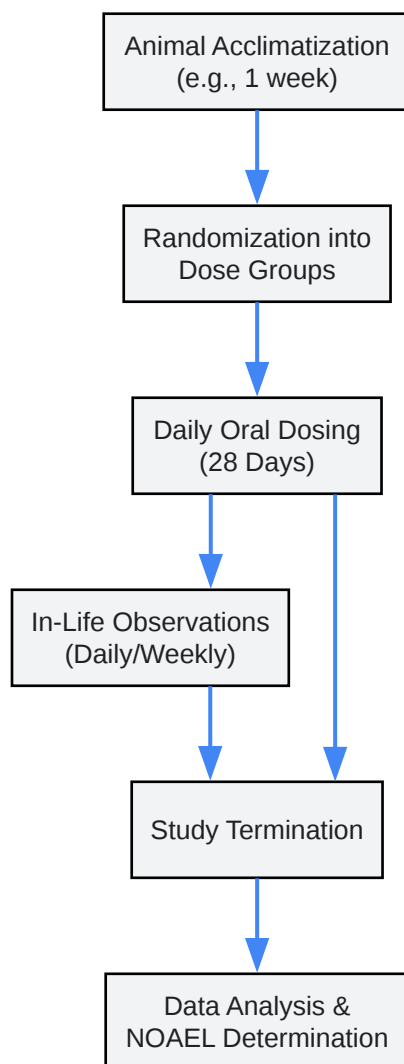 Animal Acclimatization
(e.g., 1 week)
Randomization into
Dose Groups
Daily Oral Dosing
(28 Days)
In-Life Observations
(Daily/Weekly)
Study Termination
Data Analysis &
NOAEL Determination